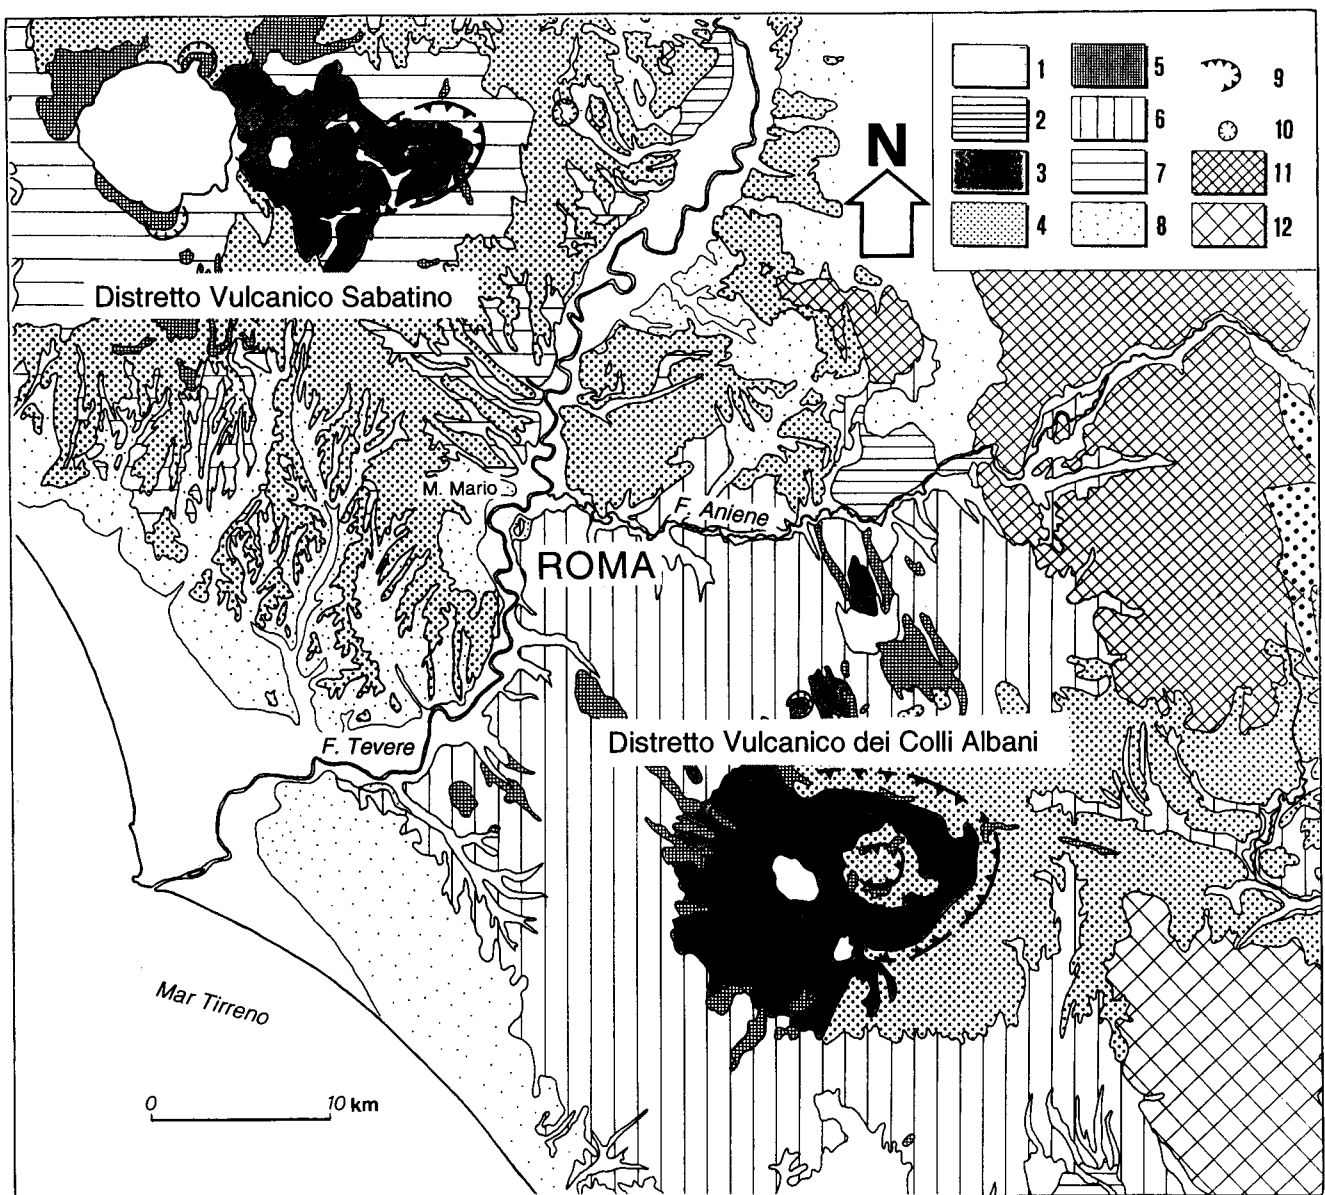 1
2
3
4
5
6
7
8
9
10
11
12
N
Distretto Vulcanico Sabatino
M. Mario
F. Aniene
ROMA
F. Tevere
Distretto Vulcanico dei Colli Albani
Mar Tirreno
0 10 km